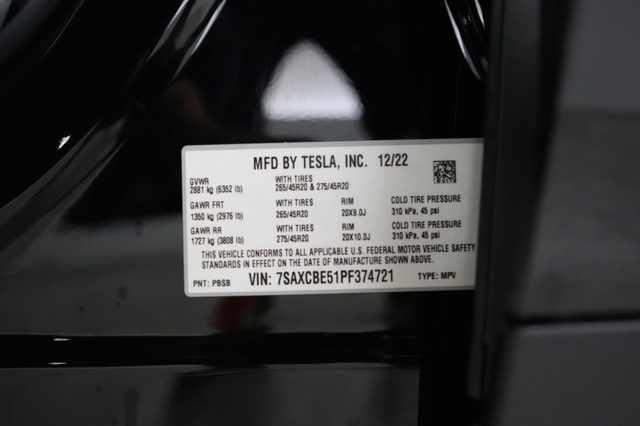 MFD BY TESLA, INC. 12/22
GVWR WITH TIRES
2881 kg (6352 lb) 265/45R20 & 275/45R20
GAWR FRT WITH TIRES RIM COLD TIRE PRESSURE
1350 kg (2976 lb) 265/45R20 20X9.0J 310 kPa, 45 psi
GAWR RR WITH TIRES RIM COLD TIRE PRESSURE
1727 kg (3808 lb) 275/45R20 20X10.0J 310 kPa, 45 psi
THIS VEHICLE CONFORMS TO ALL APPLICABLE U.S. FEDERAL MOTOR VEHICLE SAFETY
STANDARDS IN EFFECT ON THE DATE OF MANUFACTURE SHOWN ABOVE.
PNT: PBSB VIN: 7SAXCBE51PF374721 TYPE: MPV